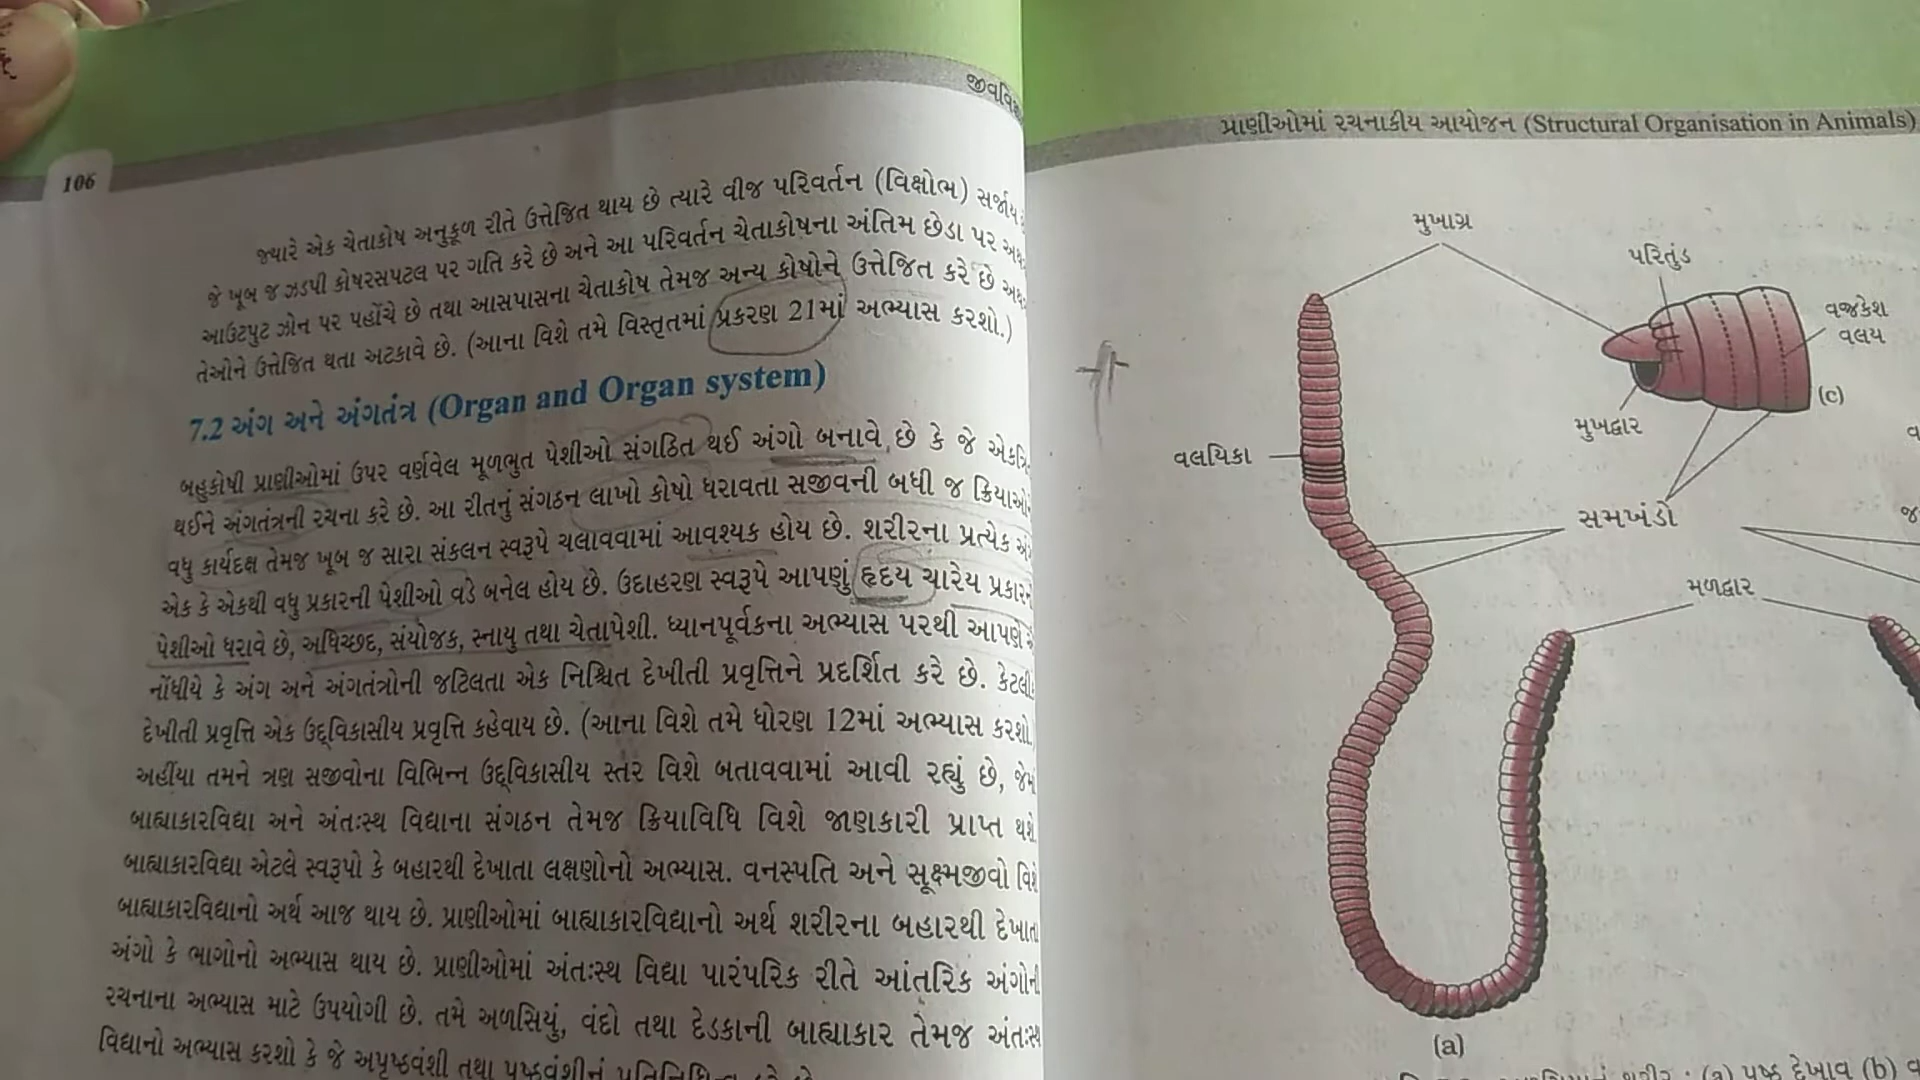 106
જ્યારે એક ચેતાકોષ અનુકૂળ રીતે ઉત્તેજિત થાય છે ત્યારે વીજ પરિવર્તન (વિક્ષોભ) સર્જાય
જે ખૂબ જ ઝડપી કોષરસપટલ પર ગતિ કરે છે અને આ પરિવર્તન ચેતાકોષના અંતિમ છેડા પર
આઉટપુટ ઝોન પર પહોંચે છે તથા આસપાસના ચેતાકોષ તેમજ અન્ય કોષોને ઉત્તેજિત કરે છે
તેઓને ઉત્તેજિત થતા અટકાવે છે. (આના વિશે તમે વિસ્તૃતમાં પ્રકરણ 21માં અભ્યાસ કરશો.)
7.2 અંગ અને અંગતંત્ર (Organ and Organ system)
બહુકોષી પ્રાણીઓમાં ઉપર વર્ણવેલ મૂળભુત પેશીઓ સંગઠિત થઈ અંગો બનાવે છે કે જે
થઈને અંગતંત્રની રચના કરે છે. આ રીતનું સંગઠન લાખો કોષો ધરાવતા સજીવની બધી જ
વધુ કાર્યદક્ષ તેમજ ખૂબ જ સારા સંકલન સ્વરૂપે ચલાવવામાં આવશ્યક હોય છે. શરીરના પ્રત્યેક
એક કે એકથી વધુ પ્રકારની પેશીઓ વડે બનેલ હોય છે. ઉદાહરણ સ્વરૂપે આપણું હૃદય ચારેય
પેશીઓ ધરાવે છે, અધિચ્છદ, સંયોજક, સ્નાયુ તથા ચેતાપેશી. ધ્યાનપૂર્વકના અભ્યાસ પરથી આપણે
નોંધીયે કે અંગ અને અંગતંત્રોની જટિલતા એક નિશ્ચિત દેખીતી પ્રવૃત્તિને પ્રદર્શિત કરે છે.
દેખીતી પ્રવૃત્તિ એક ઉદ્દ્વિકાસીય પ્રવૃત્તિ કહેવાય છે. (આના વિશે તમે ધોરણ 12માં અભ્યાસ કરશો.
અહીંયા તમને ત્રણ સજીવોના વિભિન્ન ઉદ્દ્વિકાસીય સ્તર વિશે બતાવવામાં આવી રહ્યું છે,
બાહ્યાકારવિદ્યા અને અંતઃસ્થ વિદ્યાના સંગઠન તેમજ ક્રિયાવિધિ વિશે જાણકારી પ્રાપ્ત થશે
બાહ્યાકારવિદ્યા એટલે સ્વરૂપો કે બહારથી દેખાતા લક્ષણોનો અભ્યાસ. વનસ્પતિ અને સૂક્ષ્મજીવો વિશે
બાહ્યાકારવિદ્યાનો અર્થ આજ થાય છે. પ્રાણીઓમાં બાહ્યાકારવિદ્યાનો અર્થ શરીરના બહારથી દેખાતા
અંગો કે ભાગોનો અભ્યાસ થાય છે. પ્રાણીઓમાં અંતઃસ્થ વિદ્યા પારંપરિક રીતે આંતરિક અંગોની
રચનાના અભ્યાસ માટે ઉપયોગી છે. તમે અળસિયું, વંદો તથા દેડકાની બાહ્યાકાર તેમજ અંતઃસ્થ
વિદ્યાનો અભ્યાસ કરશો કે જે અપૃષ્ઠવંશી તથા
પ્રાણીઓમાં રચનાકીય આયોજન (Structural Organisation in Animals)
મુખાગ્ર
પરિતુંડ
વજ્રકેશ
વલય
(c)
મુખદ્વાર
વલયિકા
સમખંડો
મળદ્વાર
(a)
(a) પૃષ્ઠ દેખાવ (b)